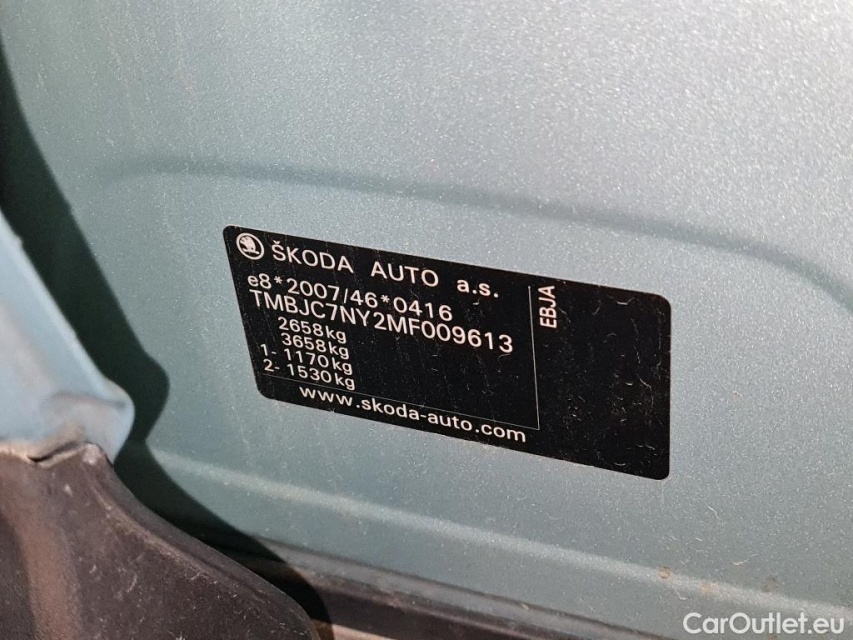 ŠKODA AUTO a.s.
e8*2007/46*0416
TMBJC7NY2MF009613
2658kg
3658kg
1- 1170kg
2- 1530kg
www.skoda-auto.com
EBJA
CarOutlet.eu